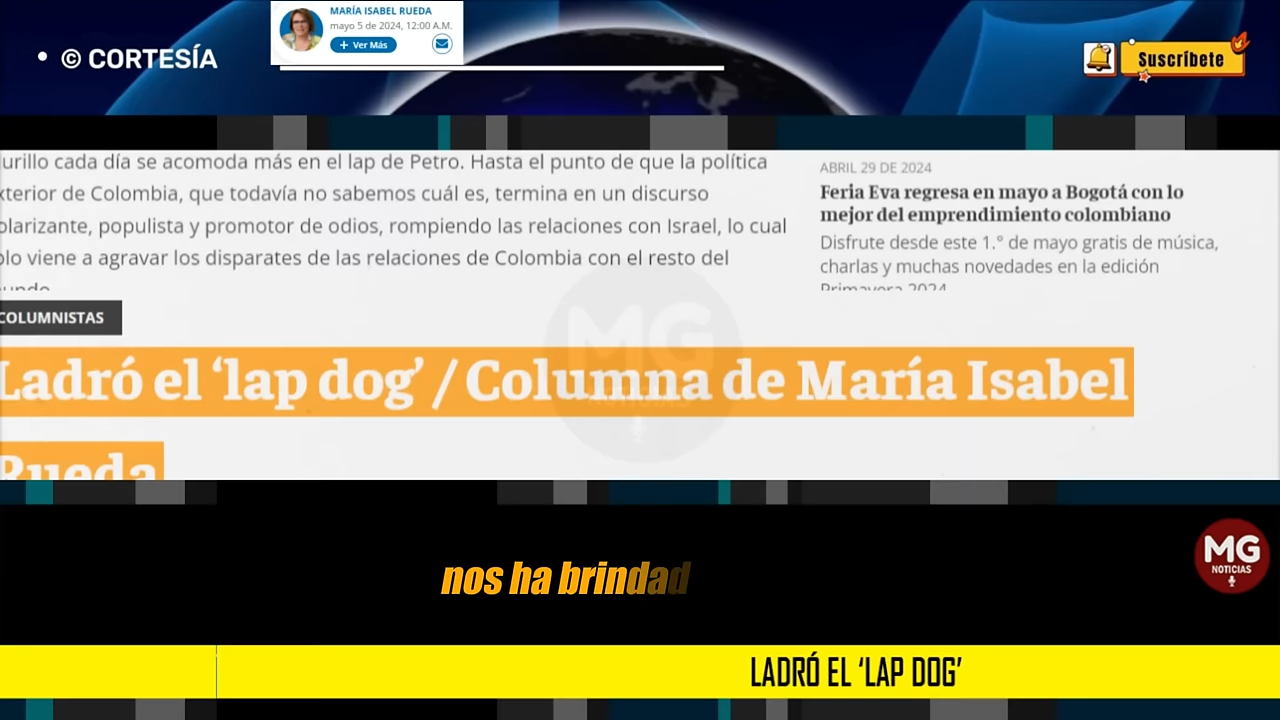 MARÍA ISABEL RUEDA
mayo 5 de 2024, 12:00 A.M.
+ Ver Más
• © CORTESÍA
Suscríbete
urillo cada día se acomoda más en el lap de Petro. Hasta el punto de que la política
xterior de Colombia, que todavía no sabemos cuál es, termina en un discurso
olarizante, populista y promotor de odios, rompiendo las relaciones con Israel, lo cual
olo viene a agravar los disparates de las relaciones de Colombia con el resto del
ABRIL 29 DE 2024
Feria Eva regresa en mayo a Bogotá con lo
mejor del emprendimiento colombiano
Disfrute desde este 1.° de mayo gratis de música,
charlas y muchas novedades en la edición
Primavera 2024
COLUMNISTAS
Ladró el ‘lap dog’ / Columna de María Isabel
Rueda
MG
nos ha brindad
MG
NOTICIAS
LADRÓ EL ‘LAP DOG’